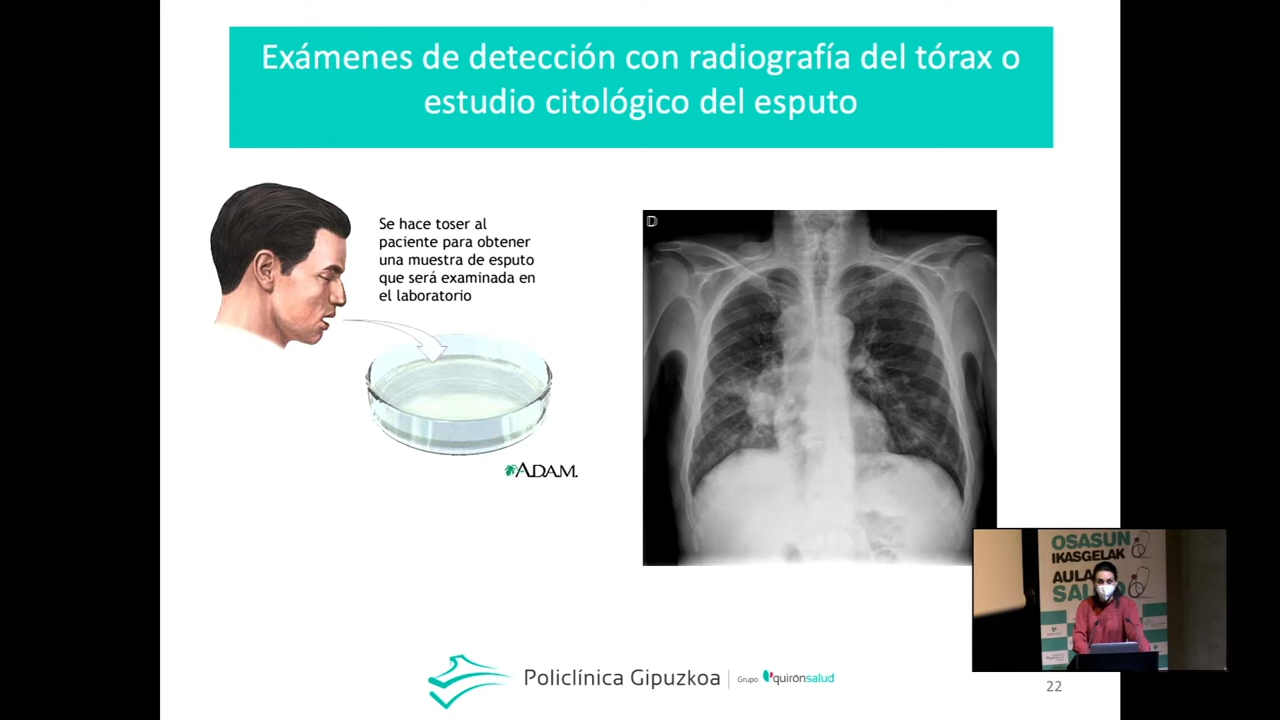 Exámenes de detección con radiografía del tórax o
estudio citológico del esputo
Se hace toser al
paciente para obtener
una muestra de esputo
que será examinada en
el laboratorio
A.D.A.M.
D
OSASUN
IKASGELAK
AULA
SALUD
Policlínica Gipuzkoa
Grupo quirónsalud
22